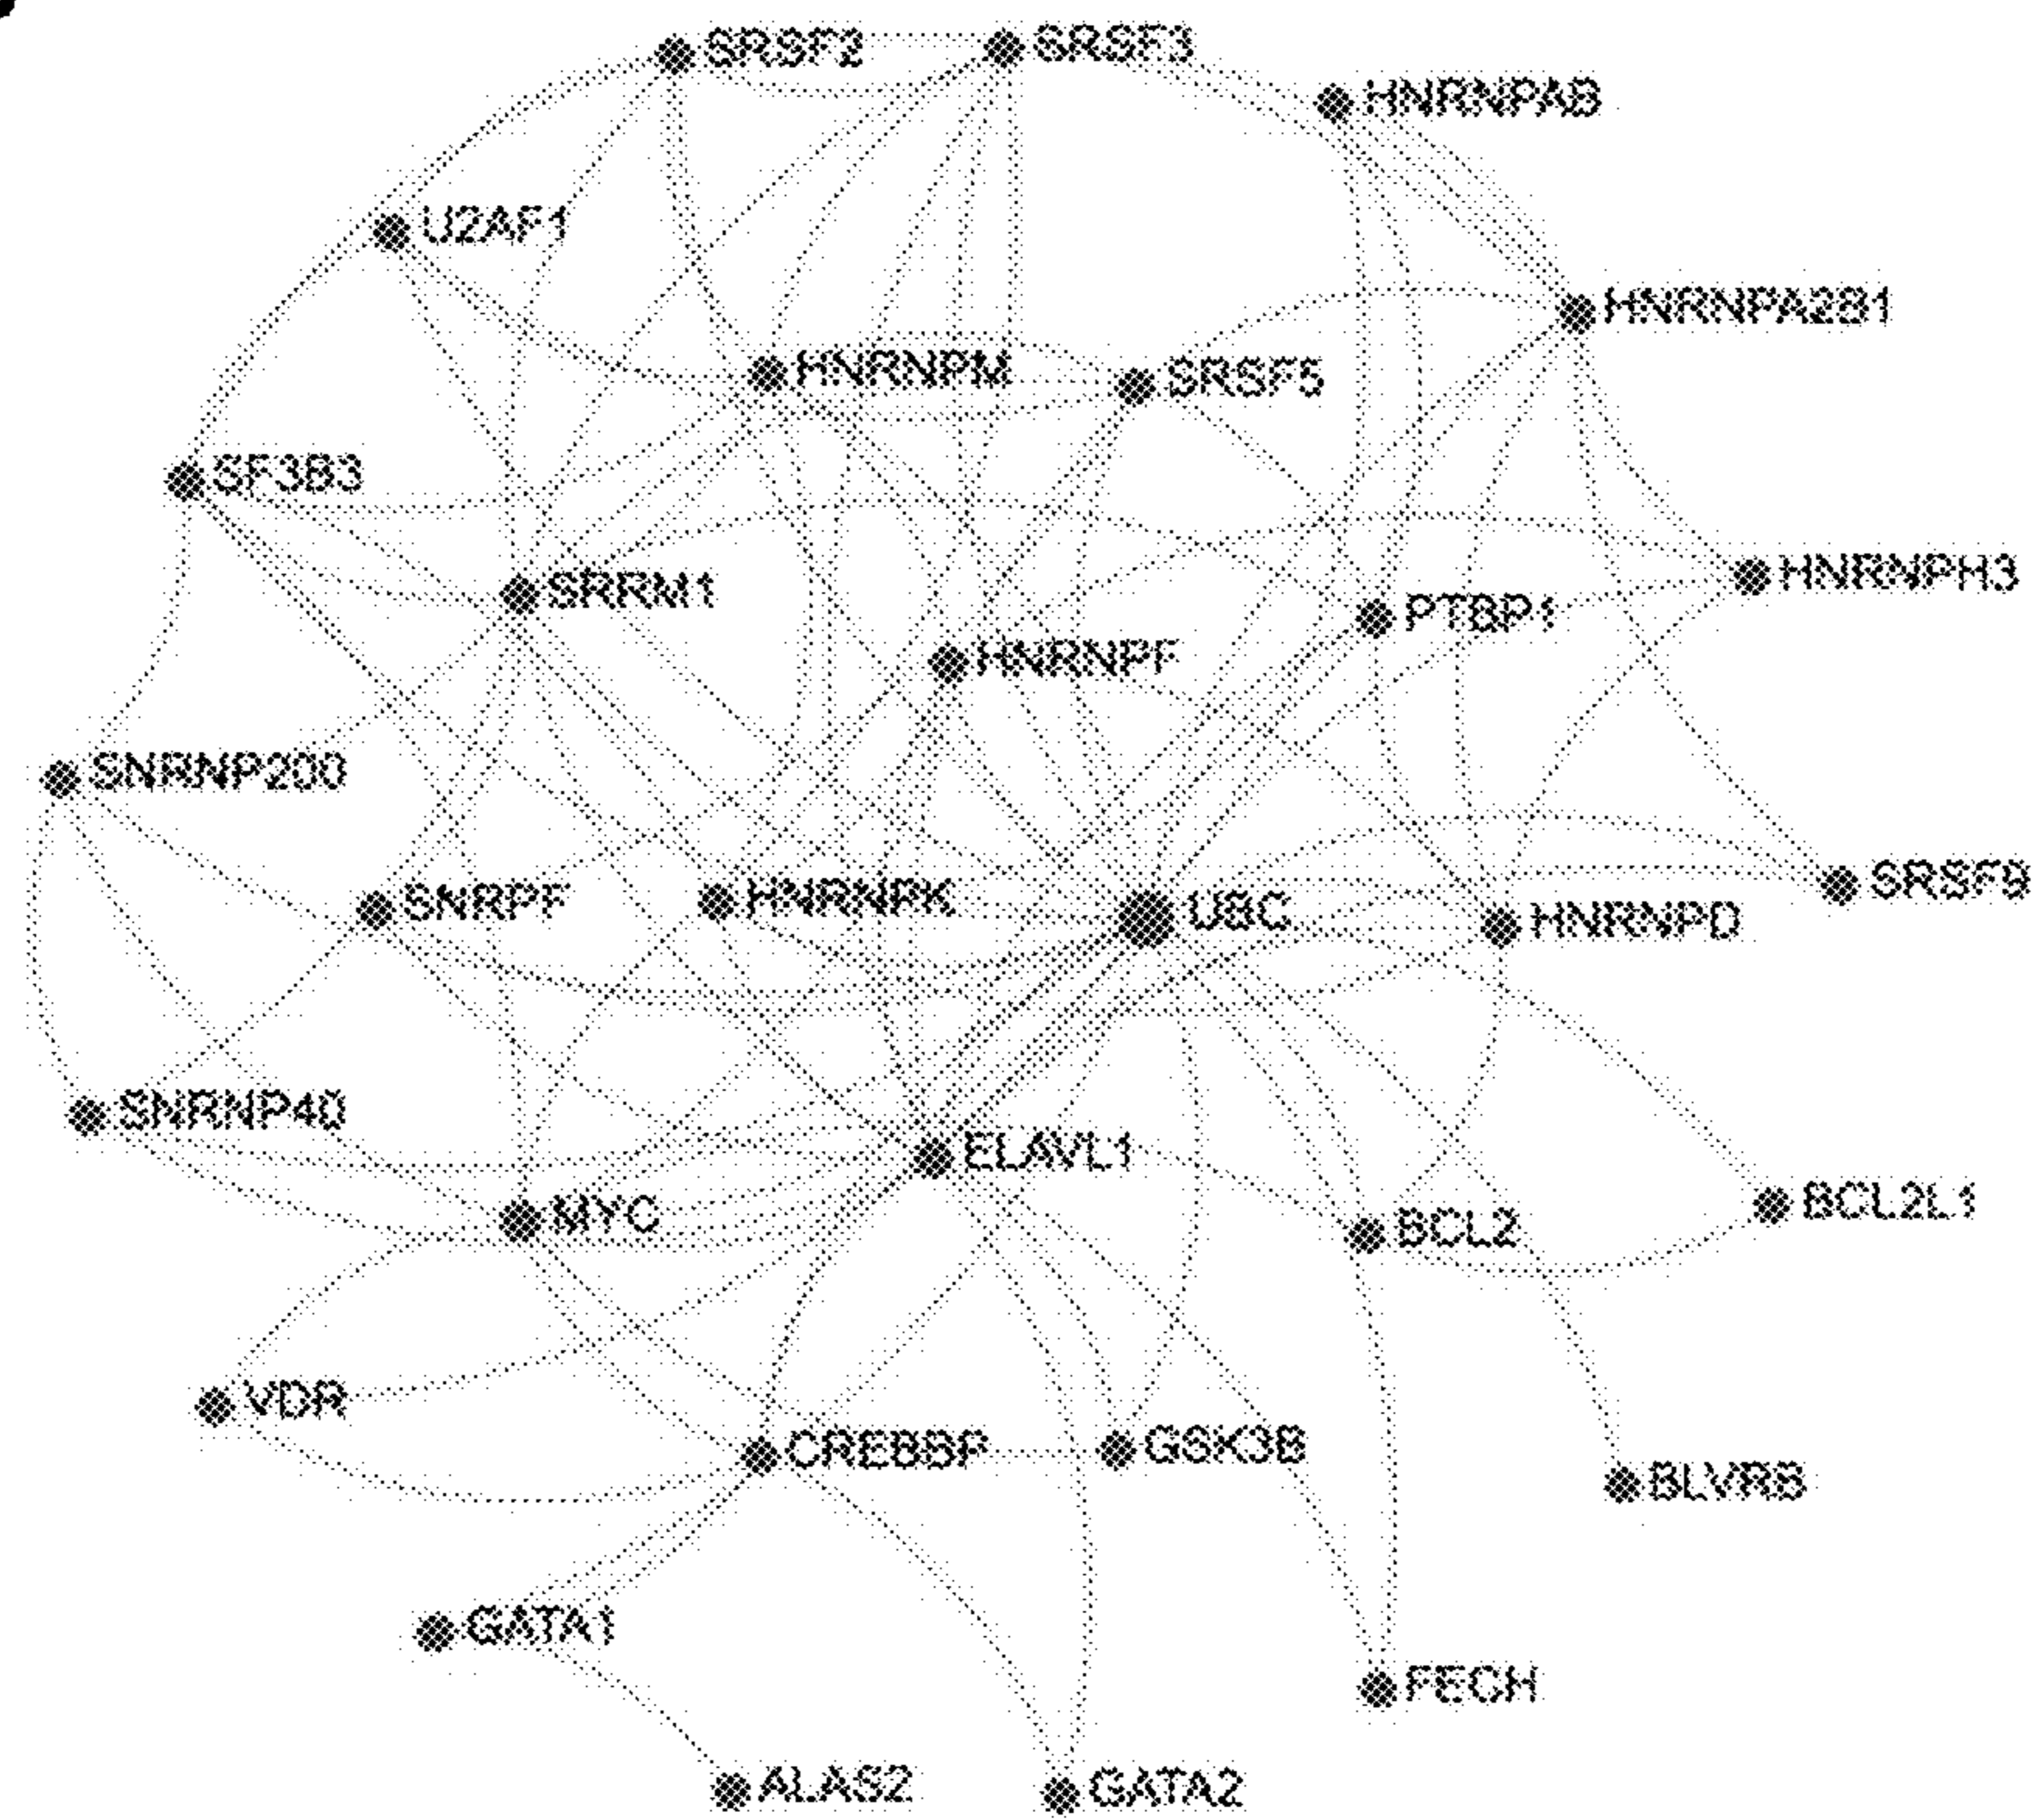 SRSF2
SRSF3
HNRNPAB
U2AF1
HNRNPA2B1
HNRNPM
SRSF5
SF3B3
HNRNPH3
SRRM1
PTBP1
HNRNPF
SNRNP200
SNRPF
HNRNPK
UBC
HNRNPD
SRSF9
SNRNP40
ELAVL1
MYC
BCL2
BCL2L1
VDR
CREBBP
GSK3B
BLVRB
GATA1
FECH
ALAS2
GATA2